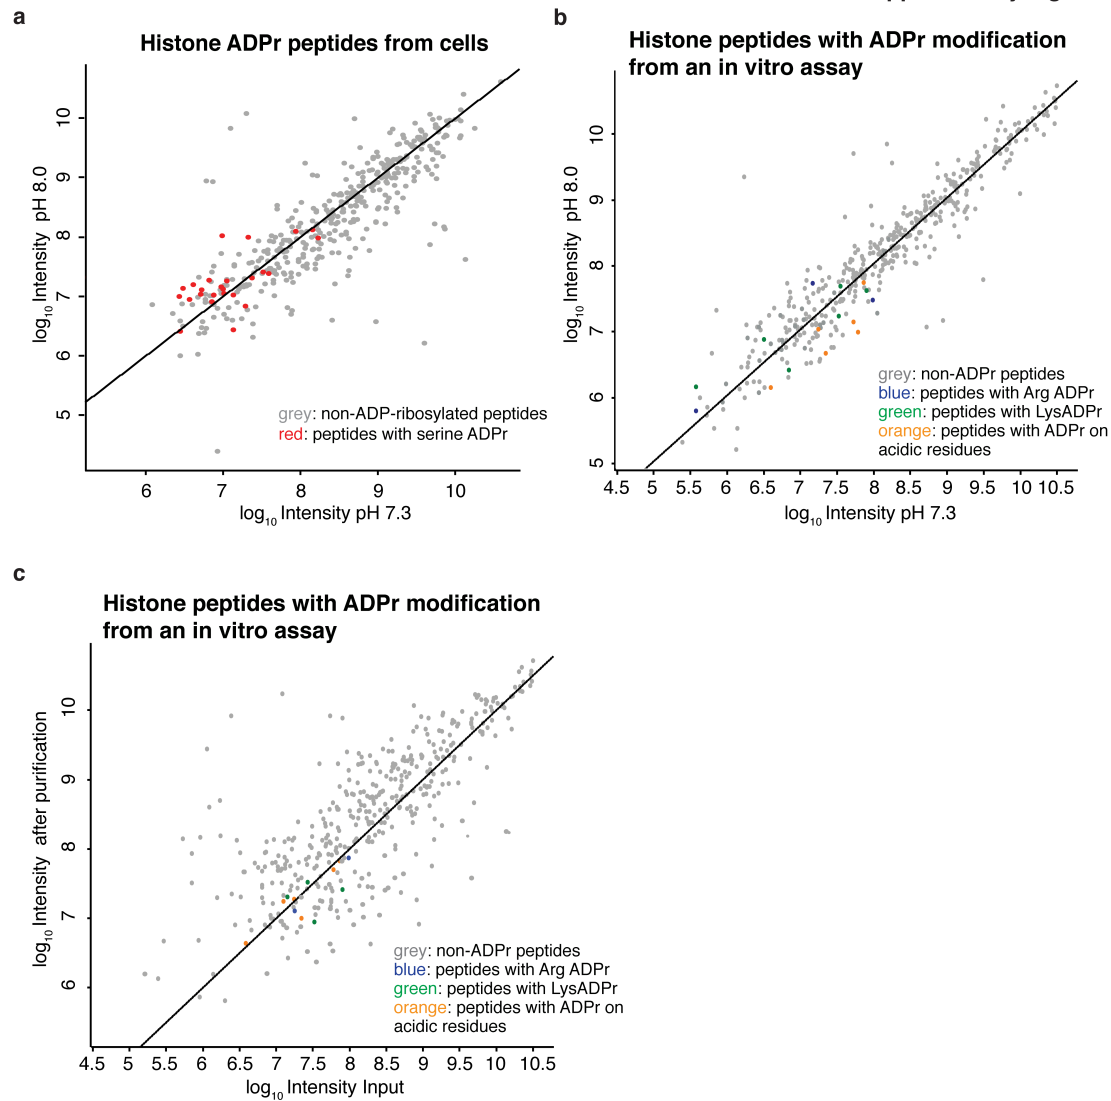 a
Histone ADPr peptides from cells
log10 Intensity pH 8.0
10
9
8
7
6
5
grey: non-ADP-ribosylated peptides
red: peptides with serine ADPr
6 7 8 9 10
log10 Intensity pH 7.3
b
Histone peptides with ADPr modification
from an in vitro assay
log10 Intensity pH 8.0
10
9
8
7
6
5
grey: non-ADPr peptides
blue: peptides with Arg ADPr
green: peptides with LysADPr
orange: peptides with ADPr on
acidic residues
4.5 5 5.5 6 6.5 7 7.5 8 8.5 9 9.5 10 10.5
log10 Intensity pH 7.3
c
Histone peptides with ADPr modification
from an in vitro assay
log10 Intensity after purification
10
9
8
7
6
grey: non-ADPr peptides
blue: peptides with Arg ADPr
green: peptides with LysADPr
orange: peptides with ADPr on
acidic residues
4.5 5 5.5 6 6.5 7 7.5 8 8.5 9 9.5 10 10.5
log10 Intensity Input